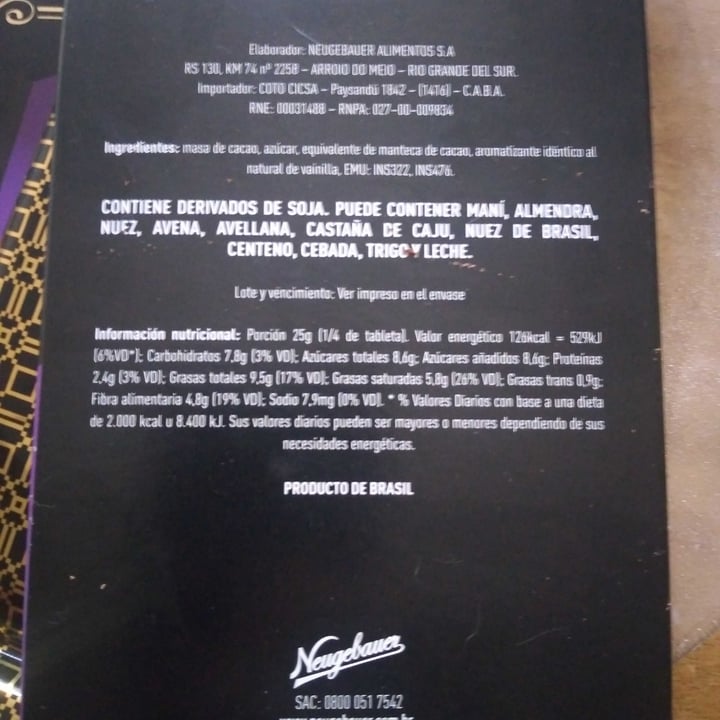 Elaborador: NEUGEBAUER ALIMENTOS S.A
RS 130, KM 74 nº 2258 – ARROIO DO MEIO – RIO GRANDE DEL SUR.
Importador: COTO CICSA – Paysandú 1842 – (1416) – C.A.B.A.
RNE: 00031488 – RNPA: 027-00-009834
Ingredientes: masa de cacao, azúcar, equivalente de manteca de cacao, aromatizante idéntico al
natural de vainilla, EMU: INS322, INS476.
CONTIENE DERIVADOS DE SOJA. PUEDE CONTENER MANÍ, ALMENDRA,
NUEZ, AVENA, AVELLANA, CASTAÑA DE CAJU, NUEZ DE BRASIL,
CENTENO, CEBADA, TRIGO Y LECHE.
Lote y vencimiento: Ver impreso en el envase
Información nutricional: Porción 25g (1/4 de tableta). Valor energético 126kcal = 529kJ
(6%VD*); Carbohidratos 7,8g (3% VD); Azúcares totales 8,6g; Azúcares añadidos 8,6g; Proteínas
2,4g (3% VD); Grasas totales 9,5g (17% VD); Grasas saturadas 5,8g (26% VD); Grasas trans 0,9g;
Fibra alimentaria 4,8g (19% VD); Sodio 7,9mg (0% VD). * % Valores Diarios con base a una dieta
de 2.000 kcal u 8.400 kJ. Sus valores diarios pueden ser mayores o menores dependiendo de sus
necesidades energéticas.
PRODUCTO DE BRASIL
Neugebauer
SAC: 0800 051 7542
www.neugebauer.com.br